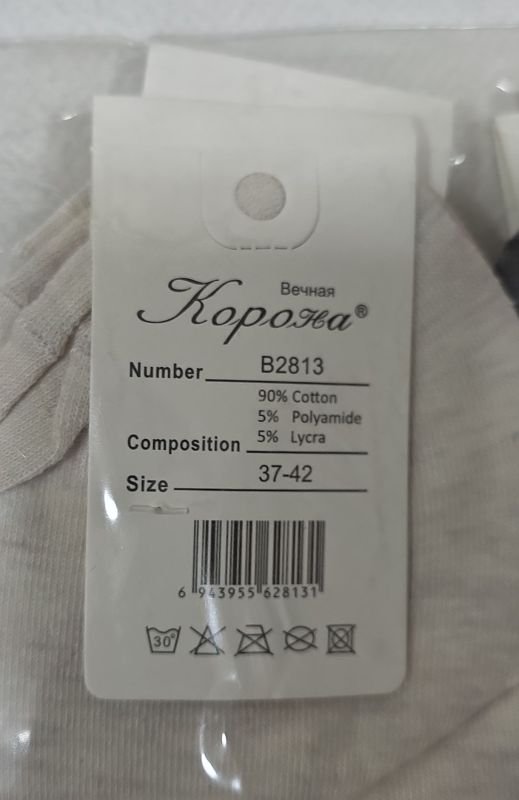 Вечная
Корона®
Number B2813
90% Cotton
5% Polyamide
Composition 5% Lycra
Size 37-42
6 943955 628131
30°